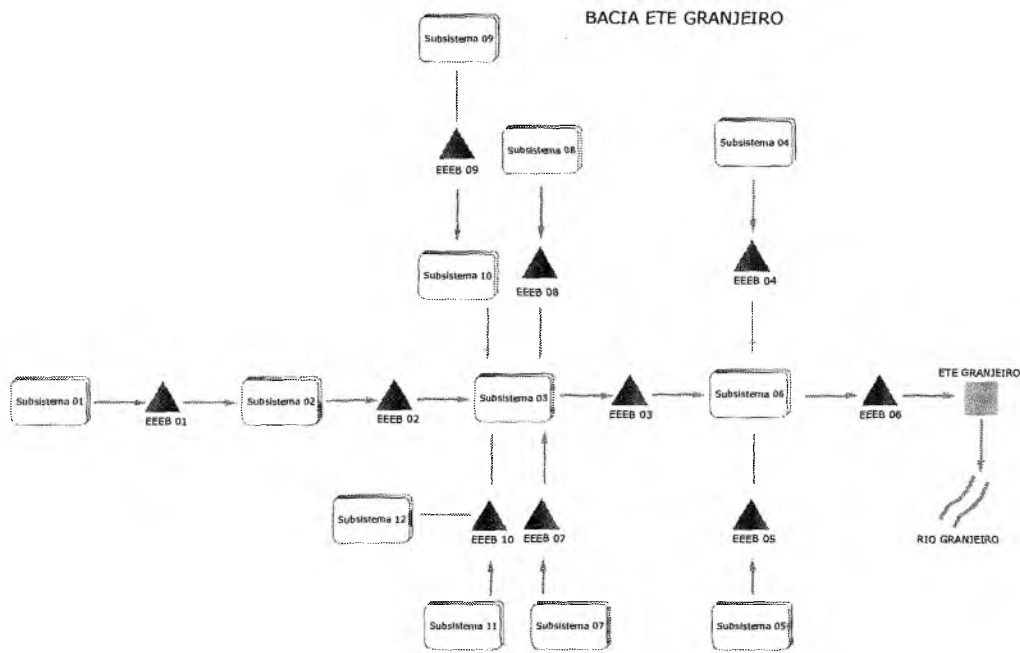 BACIA ETE GRANJEIRO
Subsistema 09
EEEB 09
Subsistema 08
Subsistema 04
Subsistema 10
EEEB 08
EEEB 04
Subsistema 01
EEEB 01
Subsistema 02
EEEB 02
Subsistema 03
EEEB 03
Subsistema 06
EEEB 06
ETE GRANJEIRO
Subsistema 12
EEEB 10
EEEB 07
EEEB 05
RIO GRANJEIRO
Subsistema 11
Subsistema 07
Subsistema 05